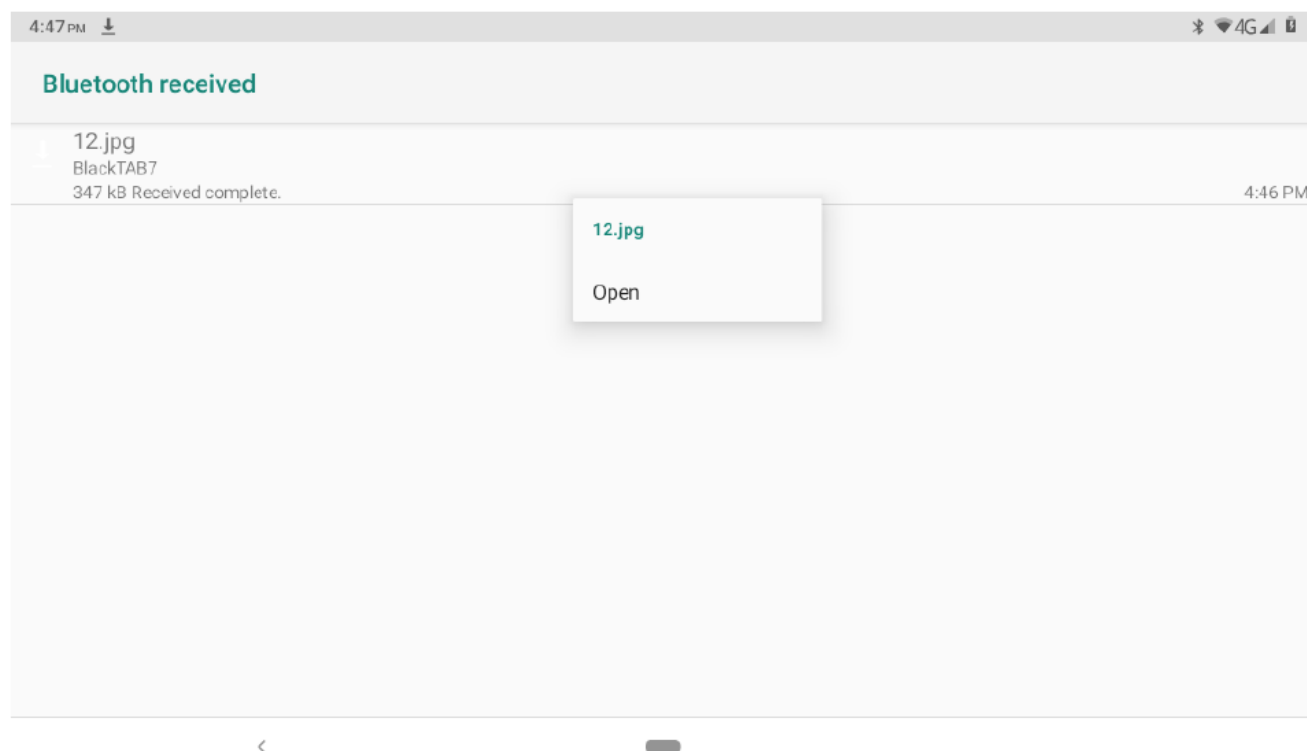 4:47 PM
4G
Bluetooth received
12.jpg
BlackTAB7
347 kB Received complete.
4:46 PM
12.jpg
Open